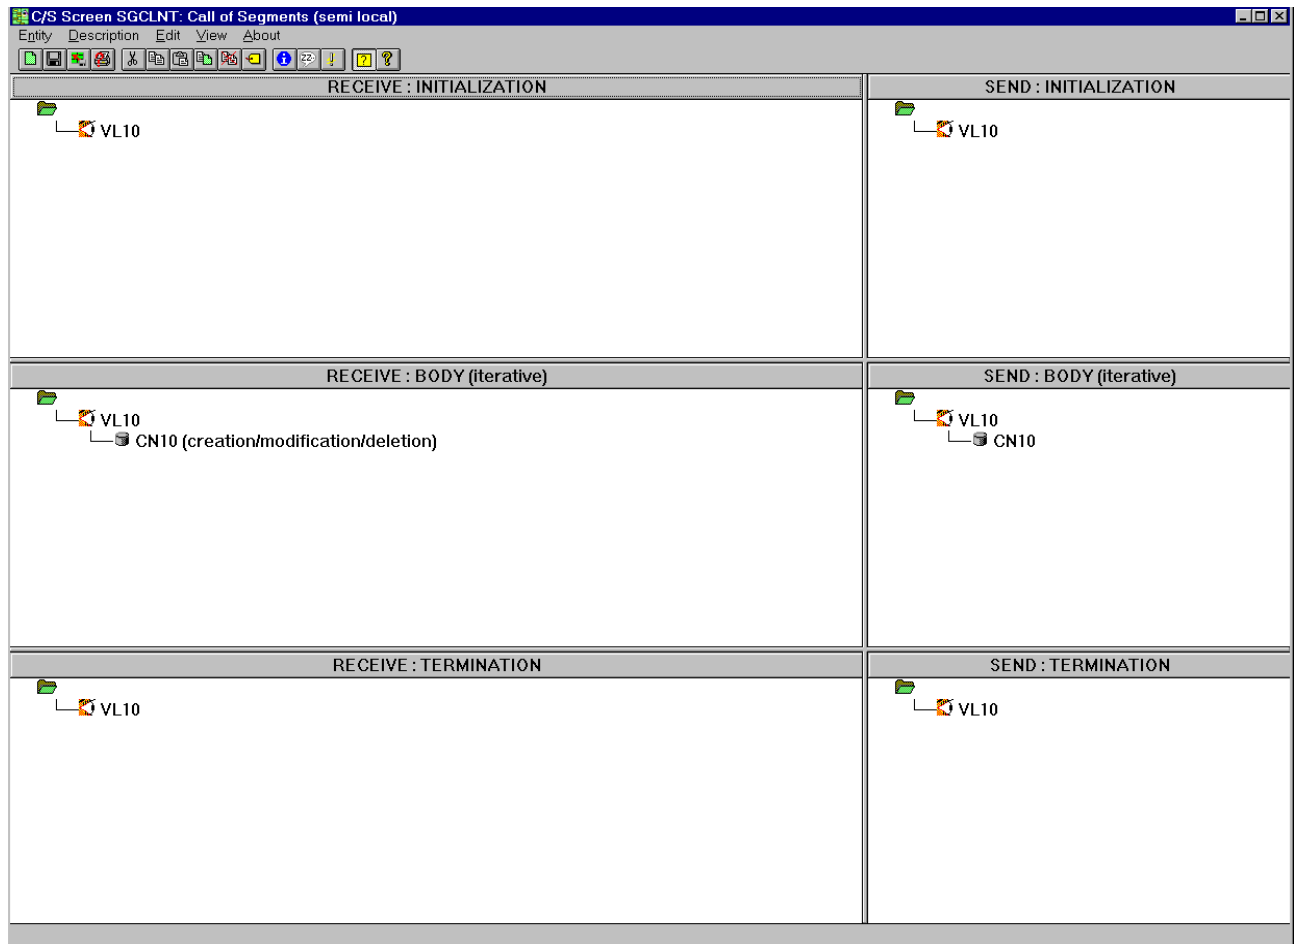 C/S Screen SGCLNT: Call of Segments (semi local)
Entity Description Edit View About
RECEIVE : INITIALIZATION
VL10
SEND : INITIALIZATION
VL10
RECEIVE : BODY (iterative)
VL10
CN10 (creation/modification/deletion)
SEND : BODY (iterative)
VL10
CN10
RECEIVE : TERMINATION
VL10
SEND : TERMINATION
VL10